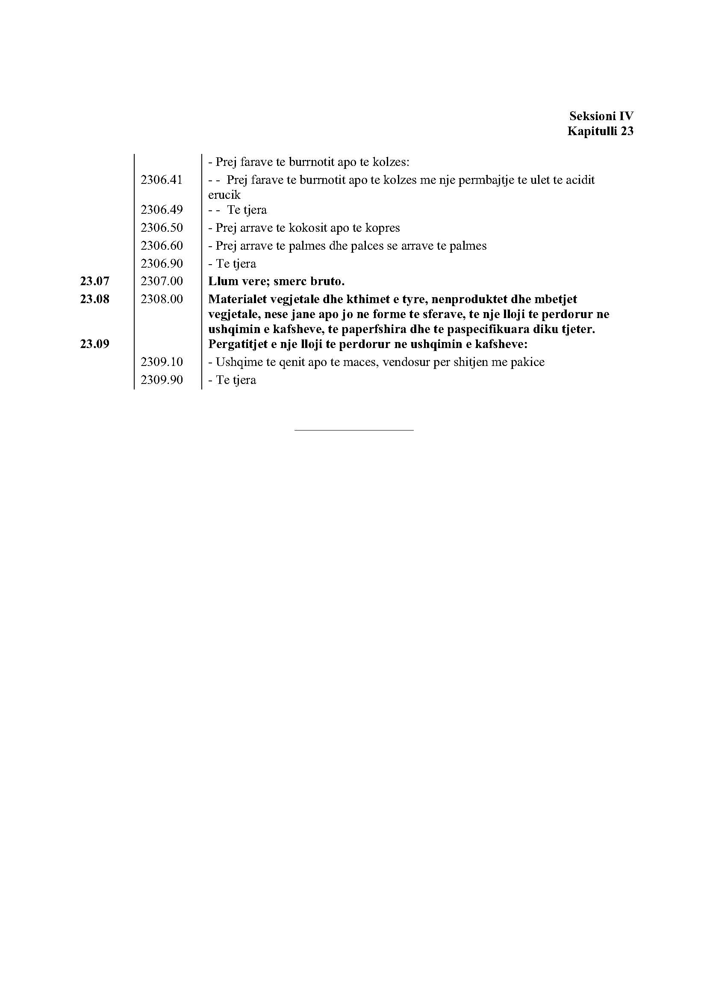 Seksioni IV
Kapitulli 23
- Prej farave te burrnotit apo te kolzes:
2306.41 - -  Prej farave te burrnotit apo te kolzes me nje permbajtje te ulet te acidit
erucik
2306.49 - -  Te tjera
2306.50 - Prej arrave te kokosit apo te kopres
2306.60 - Prej arrave te palmes dhe palces se arrave te palmes
2306.90 - Te tjera
23.07 2307.00 Llum vere; smerc bruto.
23.08 2308.00 Materialet vegjetale dhe kthimet e tyre, nenproduktet dhe mbetjet
vegjetale, nese jane apo jo ne forme te sferave, te nje lloji te perdorur ne
ushqimin e kafsheve, te paperfshira dhe te paspecifikuara diku tjeter.
23.09 Pergatitjet e nje lloji te perdorur ne ushqimin e kafsheve:
2309.10 - Ushqime te qenit apo te maces, vendosur per shitjen me pakice
2309.90 - Te tjera